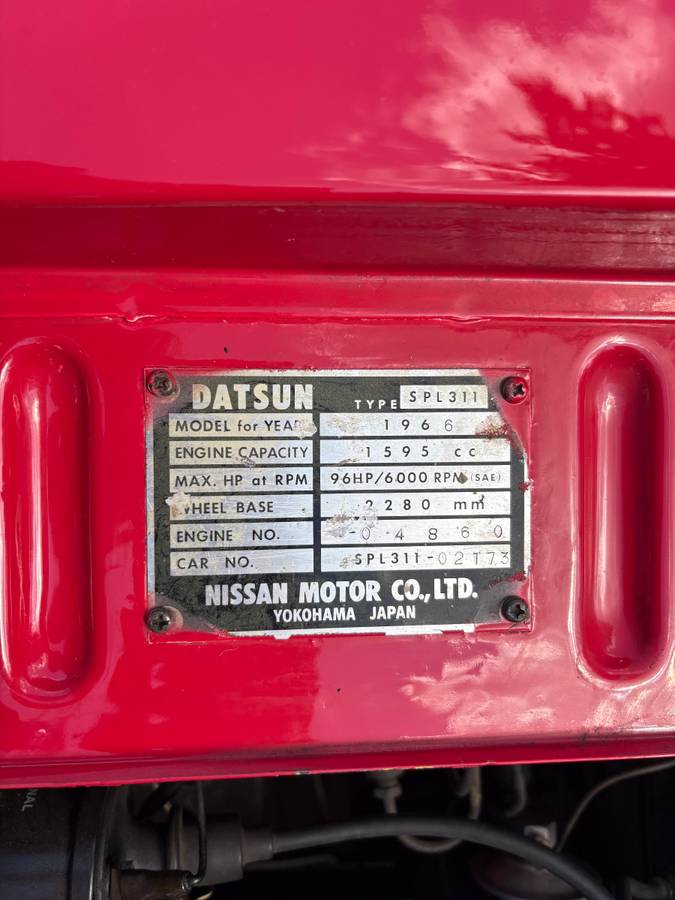 DATSUN TYPE SPL311
MODEL for YEAR 1966
ENGINE CAPACITY 1595 cc
MAX. HP at RPM 96HP/6000 RPM (SAE)
WHEEL BASE 2280 mm
ENGINE NO. -04860
CAR NO. SPL311-02173
NISSAN MOTOR CO., LTD.
YOKOHAMA JAPAN
NAL